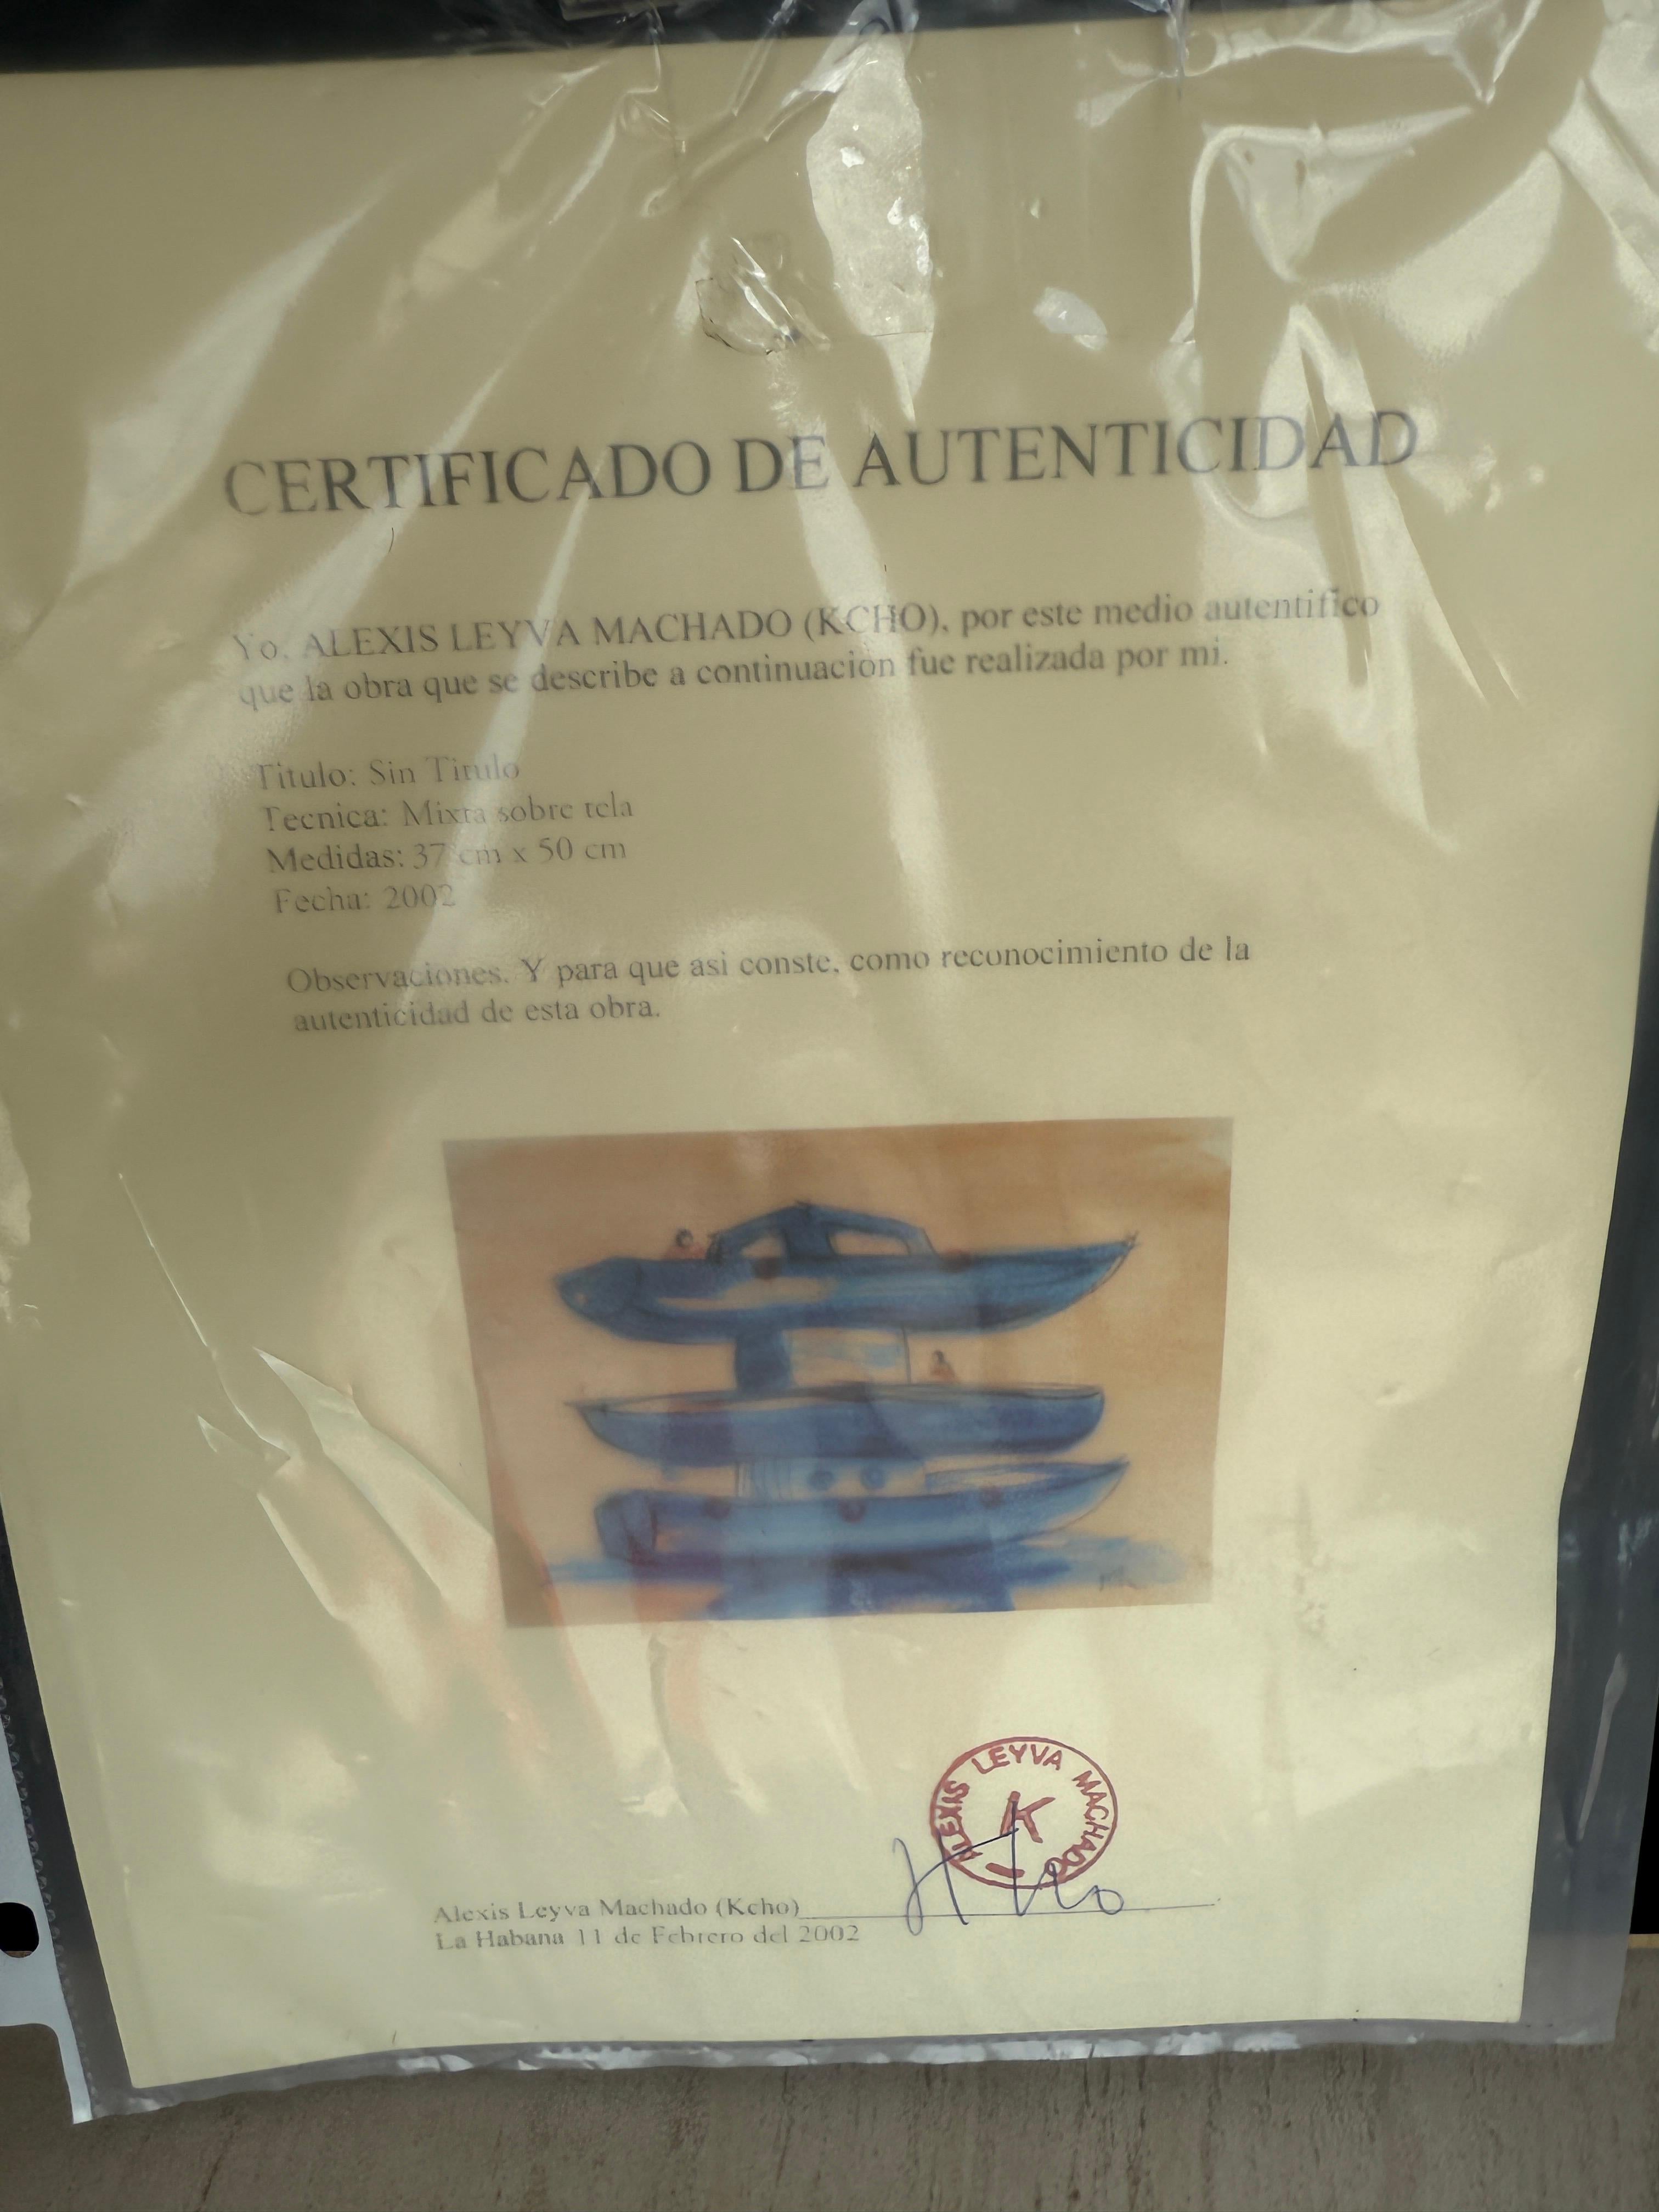 CERTIFICADO DE AUTENTICIDAD
Yo. ALEXIS LEYVA MACHADO (KCHO), por este medio autentifico
que la obra que se describe a continuacion fue realizada por mi.
Titulo: Sin Titulo
Tecnica: Mixta sobre tela
Medidas: 37 cm x 50 cm
Fecha: 2002
Observaciones. Y para que asi conste, como reconocimiento de la
autenticidad de esta obra.
ALEXIS LEYVA MACHADO
K
Alexis Leyva Machado (Kcho)
Kcho
La Habana 11 de Febrero del 2002